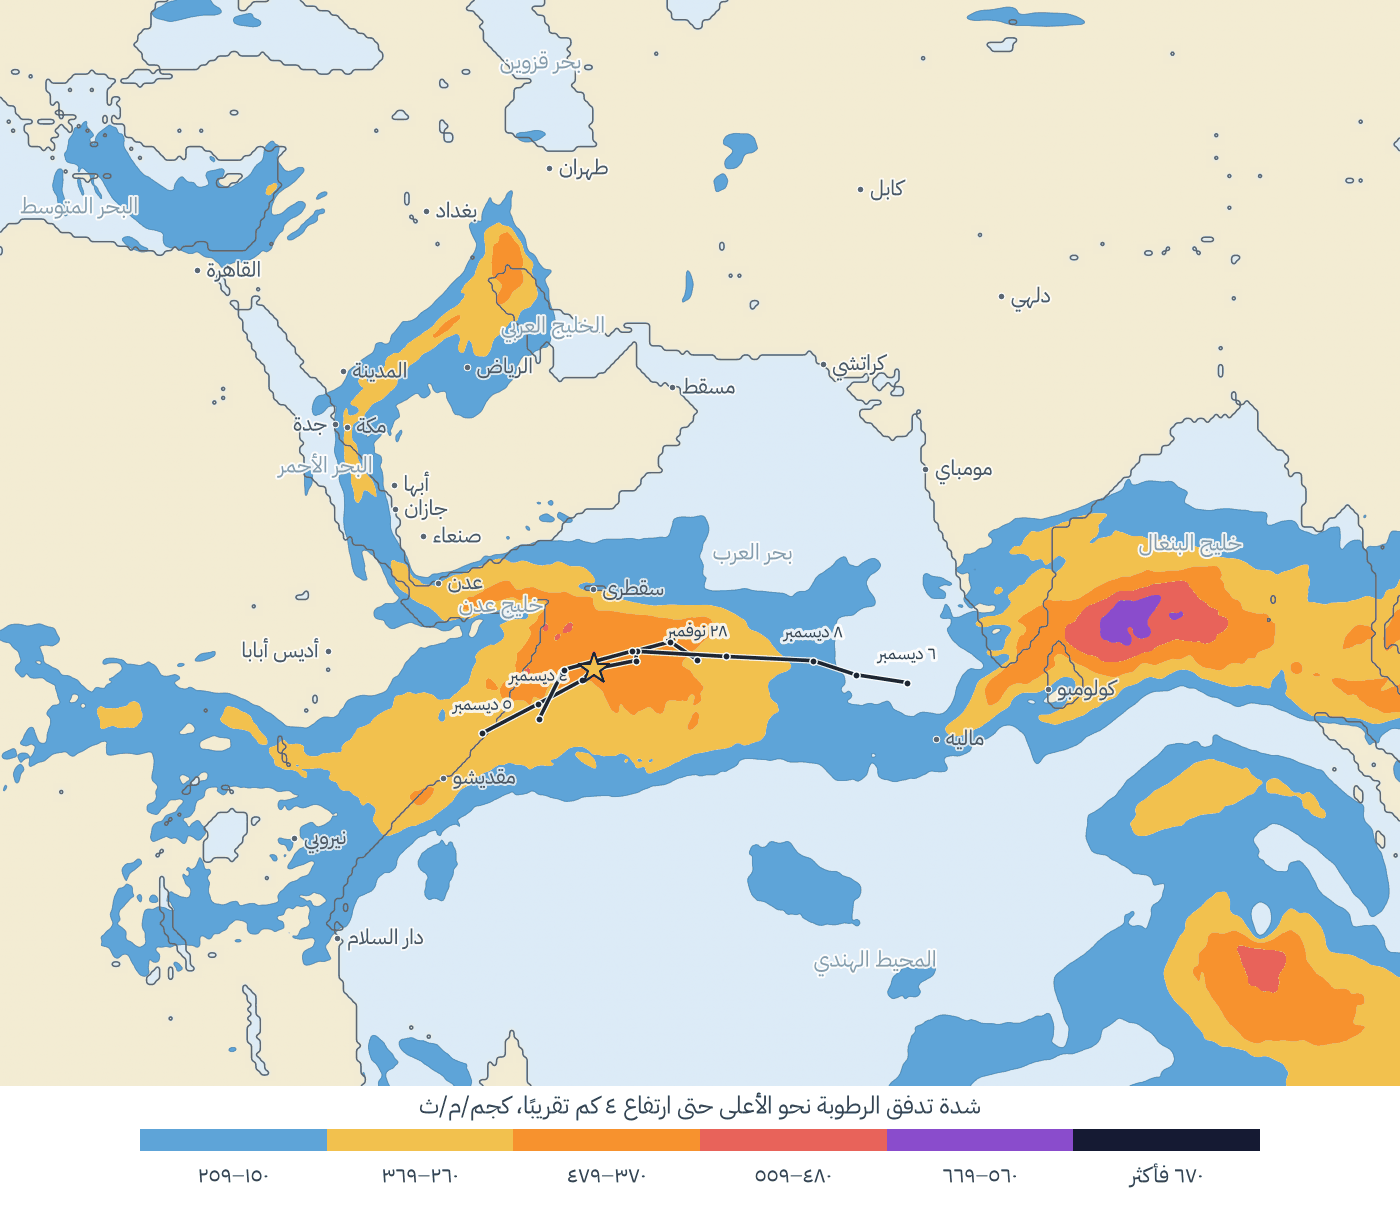 بحر قزوين
طهران
كابل
البحر المتوسط
بغداد
القاهرة
دلهي
الخليج العربي
كراتشي
المدينة
الرياض
مسقط
جدة
مكة
البحر الأحمر
أبها
مومباي
جازان
صنعاء
خليج البنغال
بحر العرب
عدن
سقطرى
خليج عدن
٢٨ نوفمبر
٨ ديسمبر
أديس أبابا
٦ ديسمبر
٤ ديسمبر
كولومبو
٥ ديسمبر
ماليه
مقديشو
نيروبي
دار السلام
المحيط الهندي
شدة تدفق الرطوبة نحو الأعلى حتى ارتفاع ٤ كم تقريبًا، كجم/م/ث
١٥٠–٢٥٩
٢٦٠–٣٦٩
٣٧٠–٤٧٩
٤٨٠–٥٥٩
٥٦٠–٦٦٩
٦٧٠ فأكثر